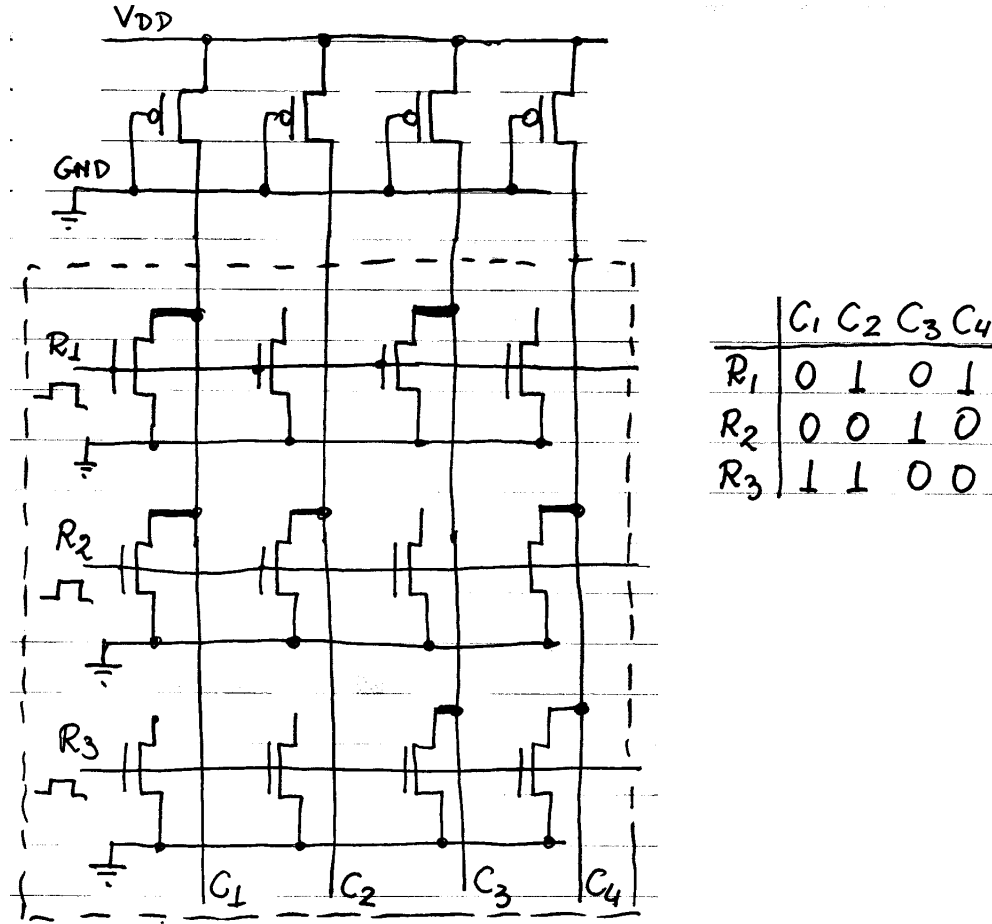 VDD
GND
R1
R2
R3
C1 C2 C3 C4
C1 C2 C3 C4
R1 0 1 0 1
R2 0 0 1 0
R3 1 1 0 0